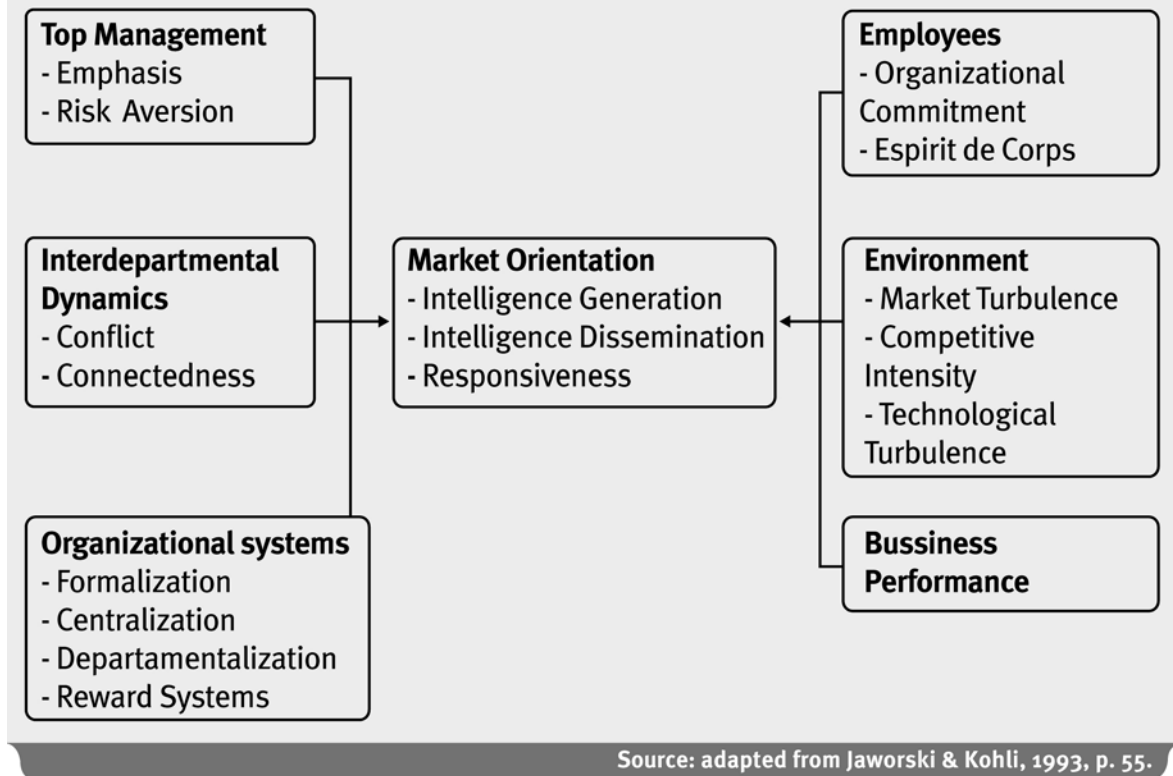 Top Management
- Emphasis
- Risk Aversion
Interdepartmental
Dynamics
- Conflict
- Connectedness
Organizational systems
- Formalization
- Centralization
- Departamentalization
- Reward Systems
Market Orientation
- Intelligence Generation
- Intelligence Dissemination
- Responsiveness
Employees
- Organizational
Commitment
- Espirit de Corps
Environment
- Market Turbulence
- Competitive
Intensity
- Technological
Turbulence
Bussiness
Performance
Source: adapted from Jaworski & Kohli, 1993, p. 55.